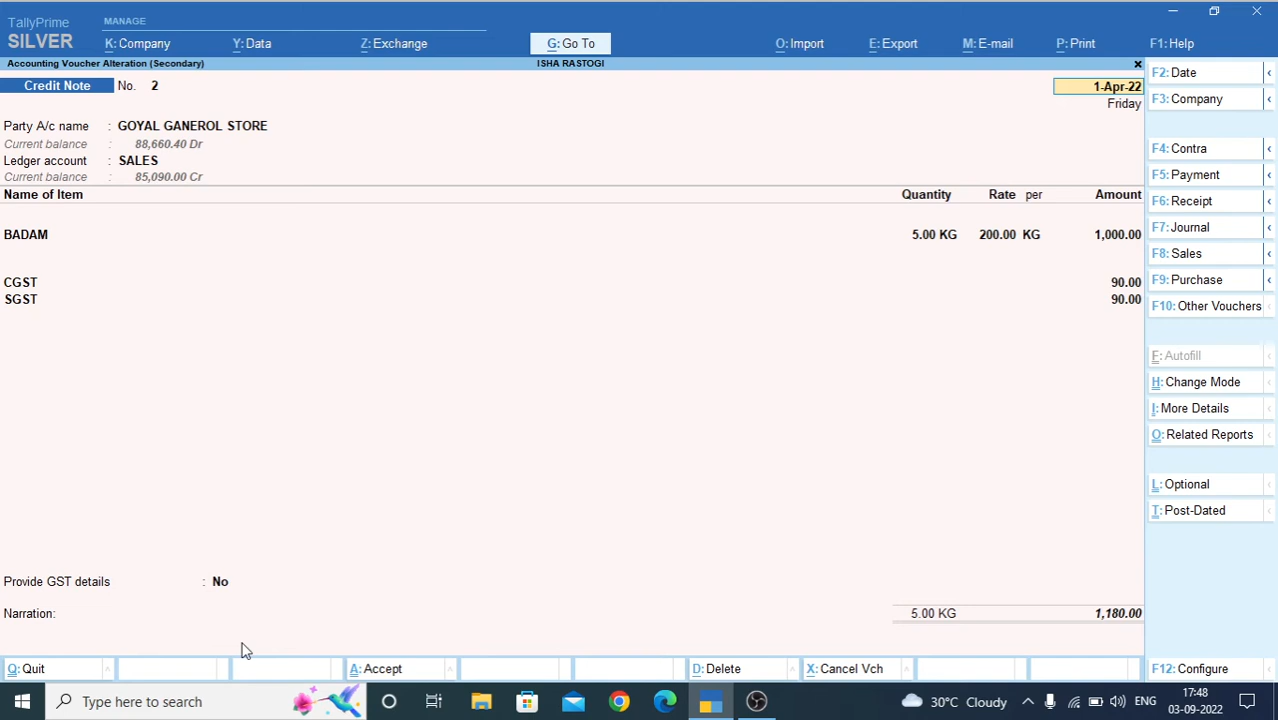 TallyPrime
MANAGE
SILVER
K: Company
Y: Data
Z: Exchange
G: Go To
O: Import
E: Export
M: E-mail
P: Print
F1: Help
Accounting Voucher Alteration (Secondary)
ISHA RASTOGI
F2: Date
Credit Note No. 2
1-Apr-22
F3: Company
Friday
Party A/c name : GOYAL GANEROL STORE
Current balance : 88,660.40 Dr
F4: Contra
Ledger account : SALES
F5: Payment
Current balance : 85,090.00 Cr
Name of Item Quantity Rate per Amount
F6: Receipt
F7: Journal
BADAM 5.00 KG 200.00 KG 1,000.00
F8: Sales
CGST 90.00
F9: Purchase
SGST 90.00
F10: Other Vouchers
F: Autofill
H: Change Mode
I: More Details
O: Related Reports
L: Optional
T: Post-Dated
Provide GST details : No
Narration: 5.00 KG 1,180.00
Q: Quit
A: Accept
D: Delete
X: Cancel Vch
F12: Configure
Type here to search
30°C Cloudy
ENG
17:48
03-09-2022